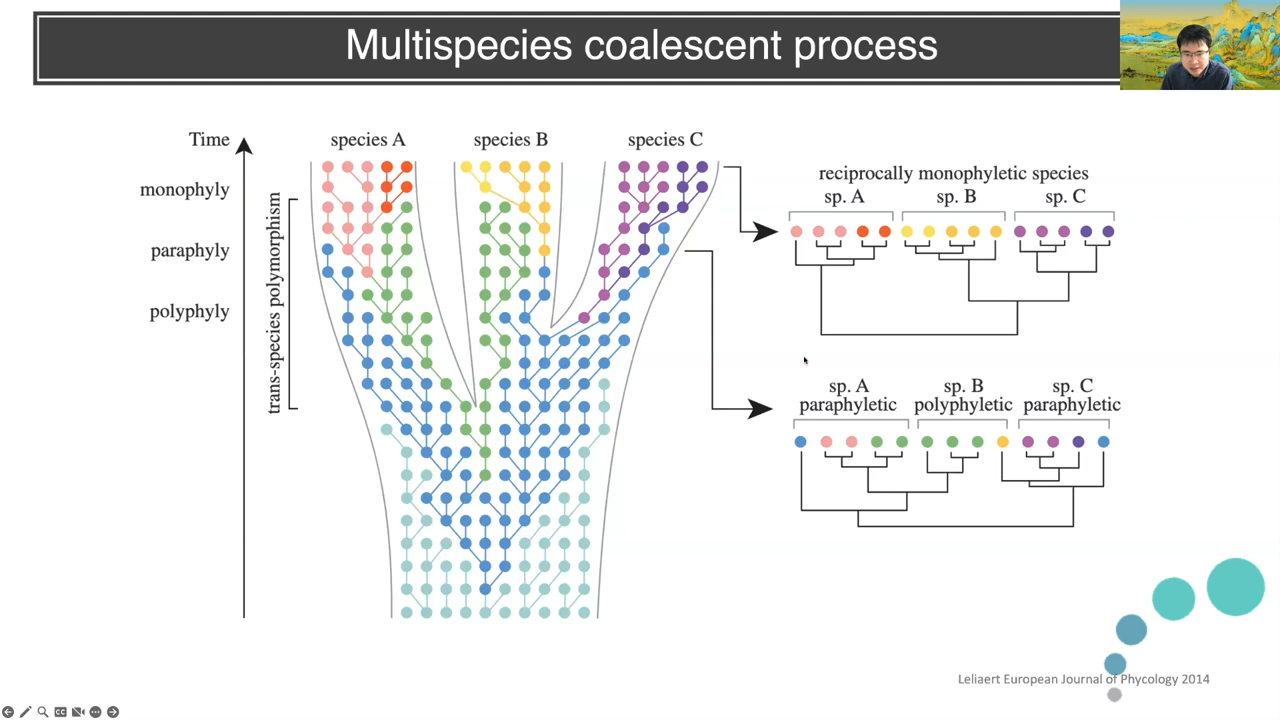 Multispecies coalescent process
Time
species A
species B
species C
monophyly
paraphyly
polyphyly
trans-species polymorphism
reciprocally monophyletic species
sp. A
sp. B
sp. C
sp. A
paraphyletic
sp. B
polyphyletic
sp. C
paraphyletic
Leliaert European Journal of Phycology 2014
CC